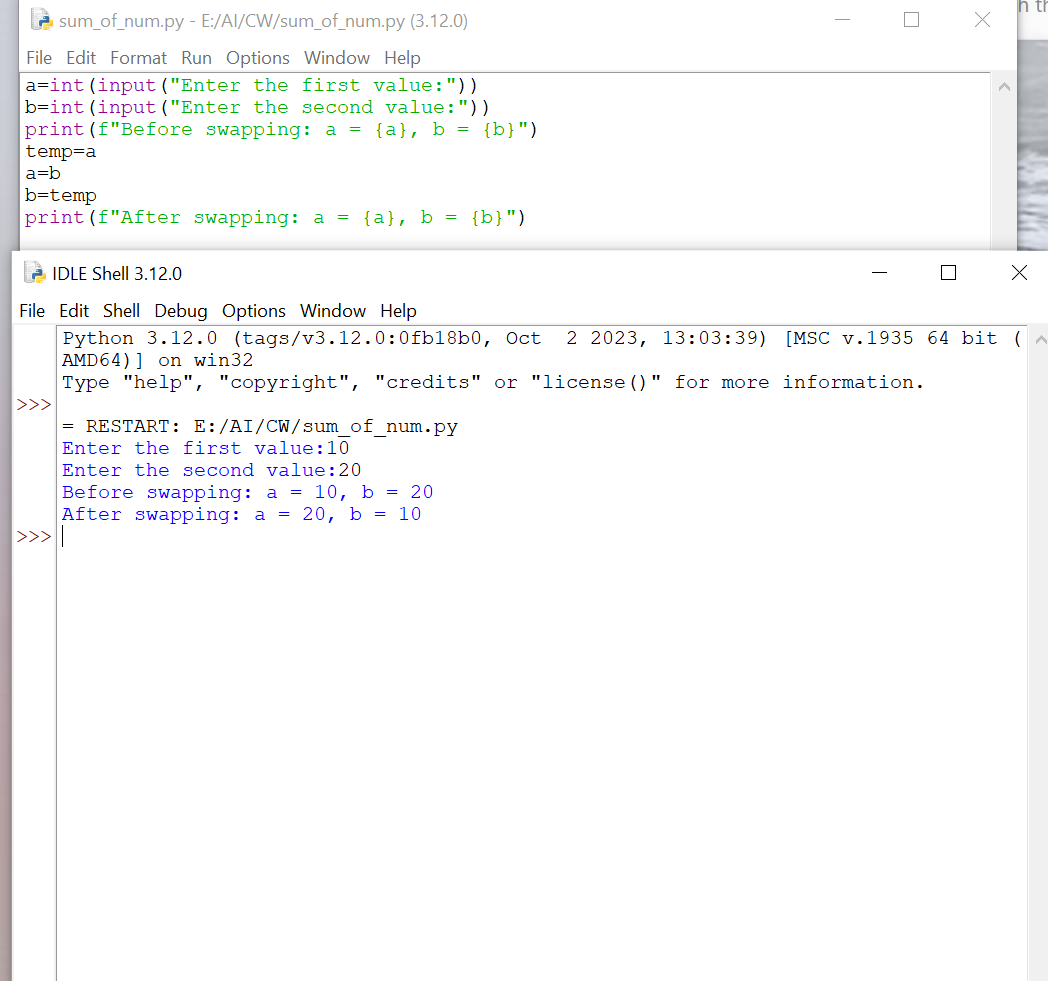 h th
sum_of_num.py - E:/AI/CW/sum_of_num.py (3.12.0)
File Edit Format Run Options Window Help
a=int(input("Enter the first value:"))
b=int(input("Enter the second value:"))
print(f"Before swapping: a = {a}, b = {b}")
temp=a
a=b
b=temp
print(f"After swapping: a = {a}, b = {b}")
IDLE Shell 3.12.0
File Edit Shell Debug Options Window Help
Python 3.12.0 (tags/v3.12.0:0fb18b0, Oct  2 2023, 13:03:39) [MSC v.1935 64 bit (
AMD64)] on win32
Type "help", "copyright", "credits" or "license()" for more information.
>>>
= RESTART: E:/AI/CW/sum_of_num.py
Enter the first value:10
Enter the second value:20
Before swapping: a = 10, b = 20
After swapping: a = 20, b = 10
>>>